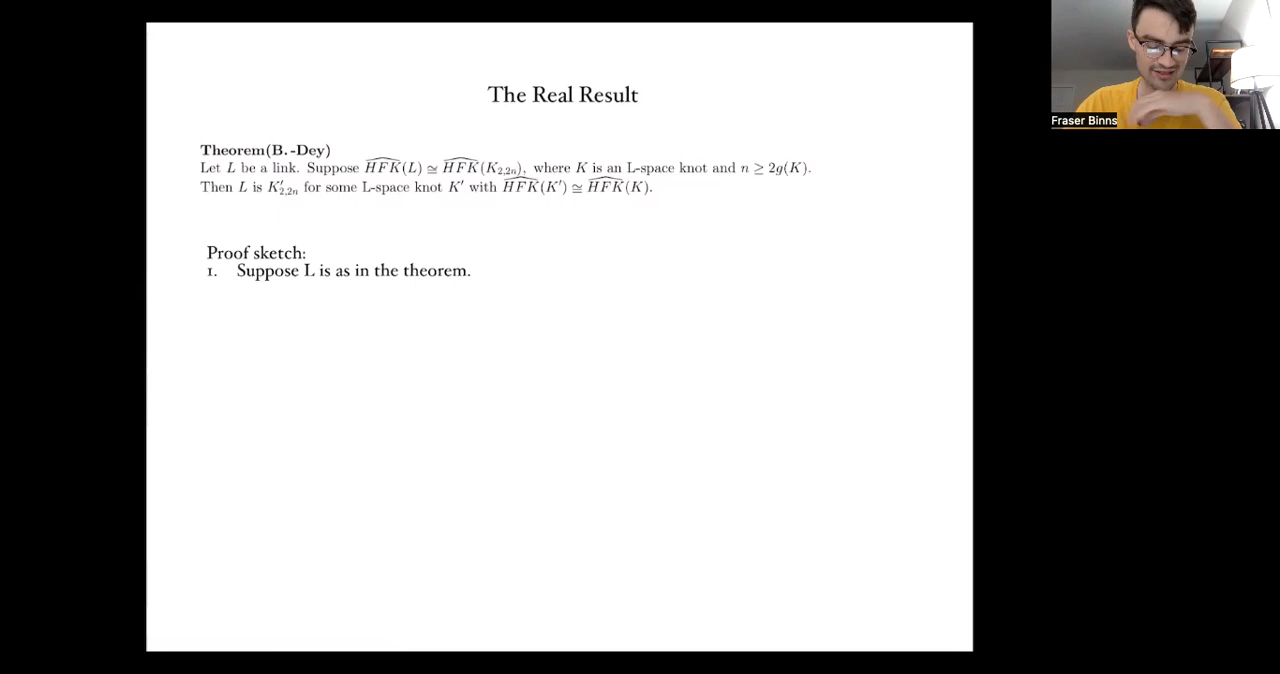 The Real Result
Theorem(B.-Dey)
Let L be a link. Suppose $\widehat{HFK}(L) \cong \widehat{HFK}(K_{2,2n})$, where K is an L-space knot and $n \geq 2g(K)$.
Then L is $K'_{2,2n}$ for some L-space knot $K'$ with $\widehat{HFK}(K') \cong \widehat{HFK}(K)$.
Proof sketch:
1. Suppose L is as in the theorem.
Fraser Binns